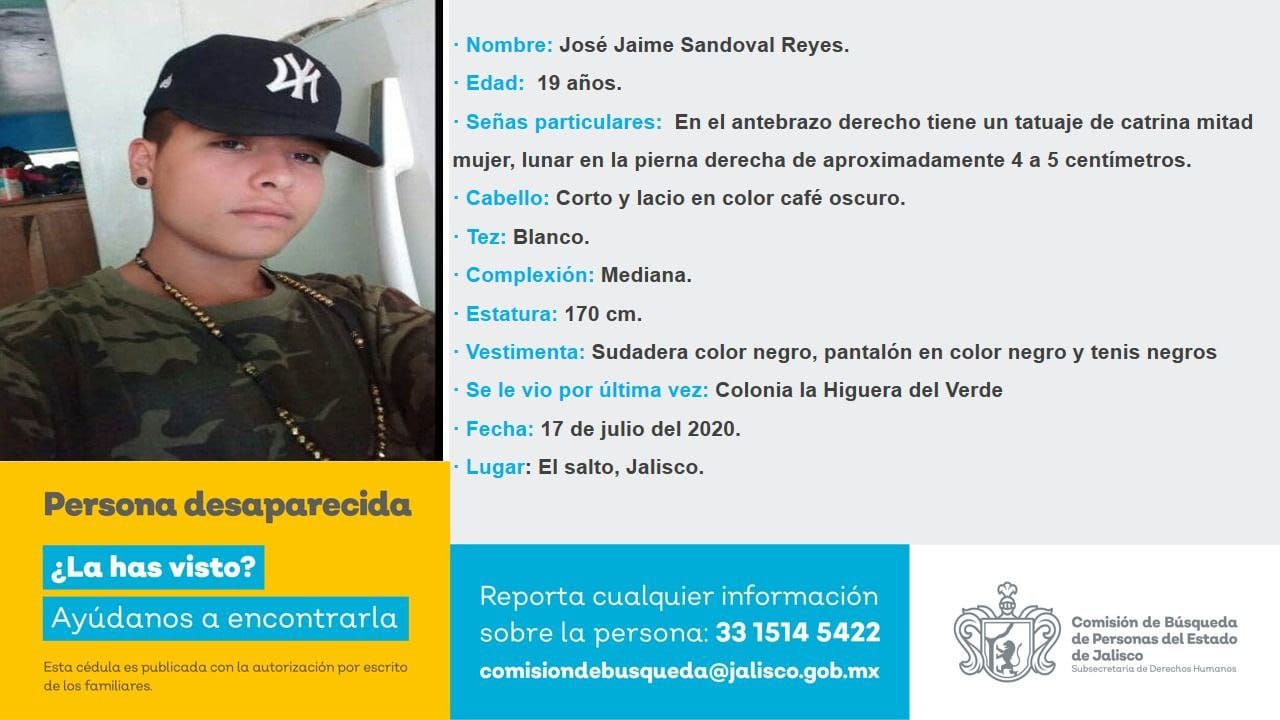 · Nombre: José Jaime Sandoval Reyes.
· Edad:  19 años.
· Señas particulares:  En el antebrazo derecho tiene un tatuaje de catrina mitad
mujer, lunar en la pierna derecha de aproximadamente 4 a 5 centímetros.
· Cabello: Corto y lacio en color café oscuro.
· Tez: Blanco.
· Complexión: Mediana.
· Estatura: 170 cm.
· Vestimenta: Sudadera color negro, pantalón en color negro y tenis negros
· Se le vio por última vez: Colonia la Higuera del Verde
· Fecha: 17 de julio del 2020.
· Lugar: El salto, Jalisco.
Persona desaparecida
¿La has visto?
Ayúdanos a encontrarla
Esta cédula es publicada con la autorización por escrito
de los familiares.
Reporta cualquier información
sobre la persona: 33 1514 5422
comisiondebusqueda@jalisco.gob.mx
Comisión de Búsqueda
de Personas del Estado
de Jalisco
Subsecretaría de Derechos Humanos